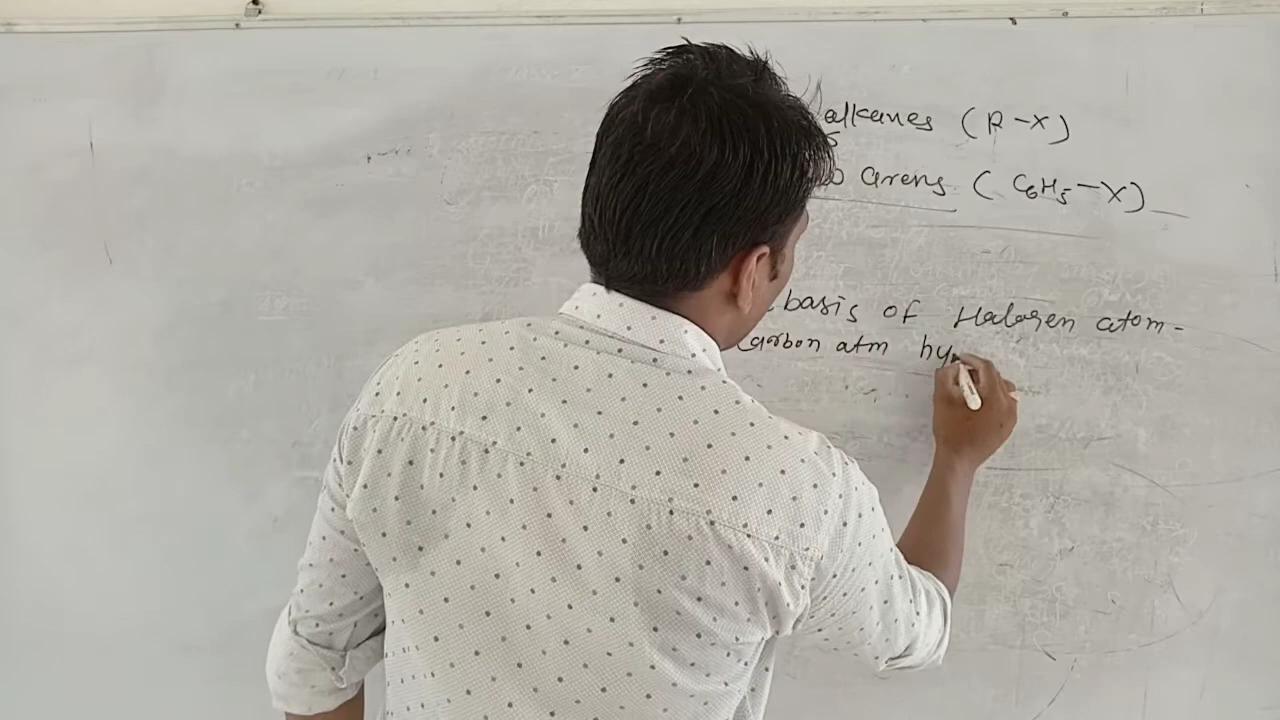 alkanes (R-X)
arens (C6H5-X)
basis of Halogen atom-
Carbon atm hy